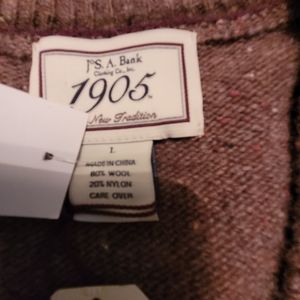 JoS. A. Bank
Clothing Co., Inc.
1905
New Tradition
L
MADE IN CHINA
80% WOOL
20% NYLON
CARE OVER